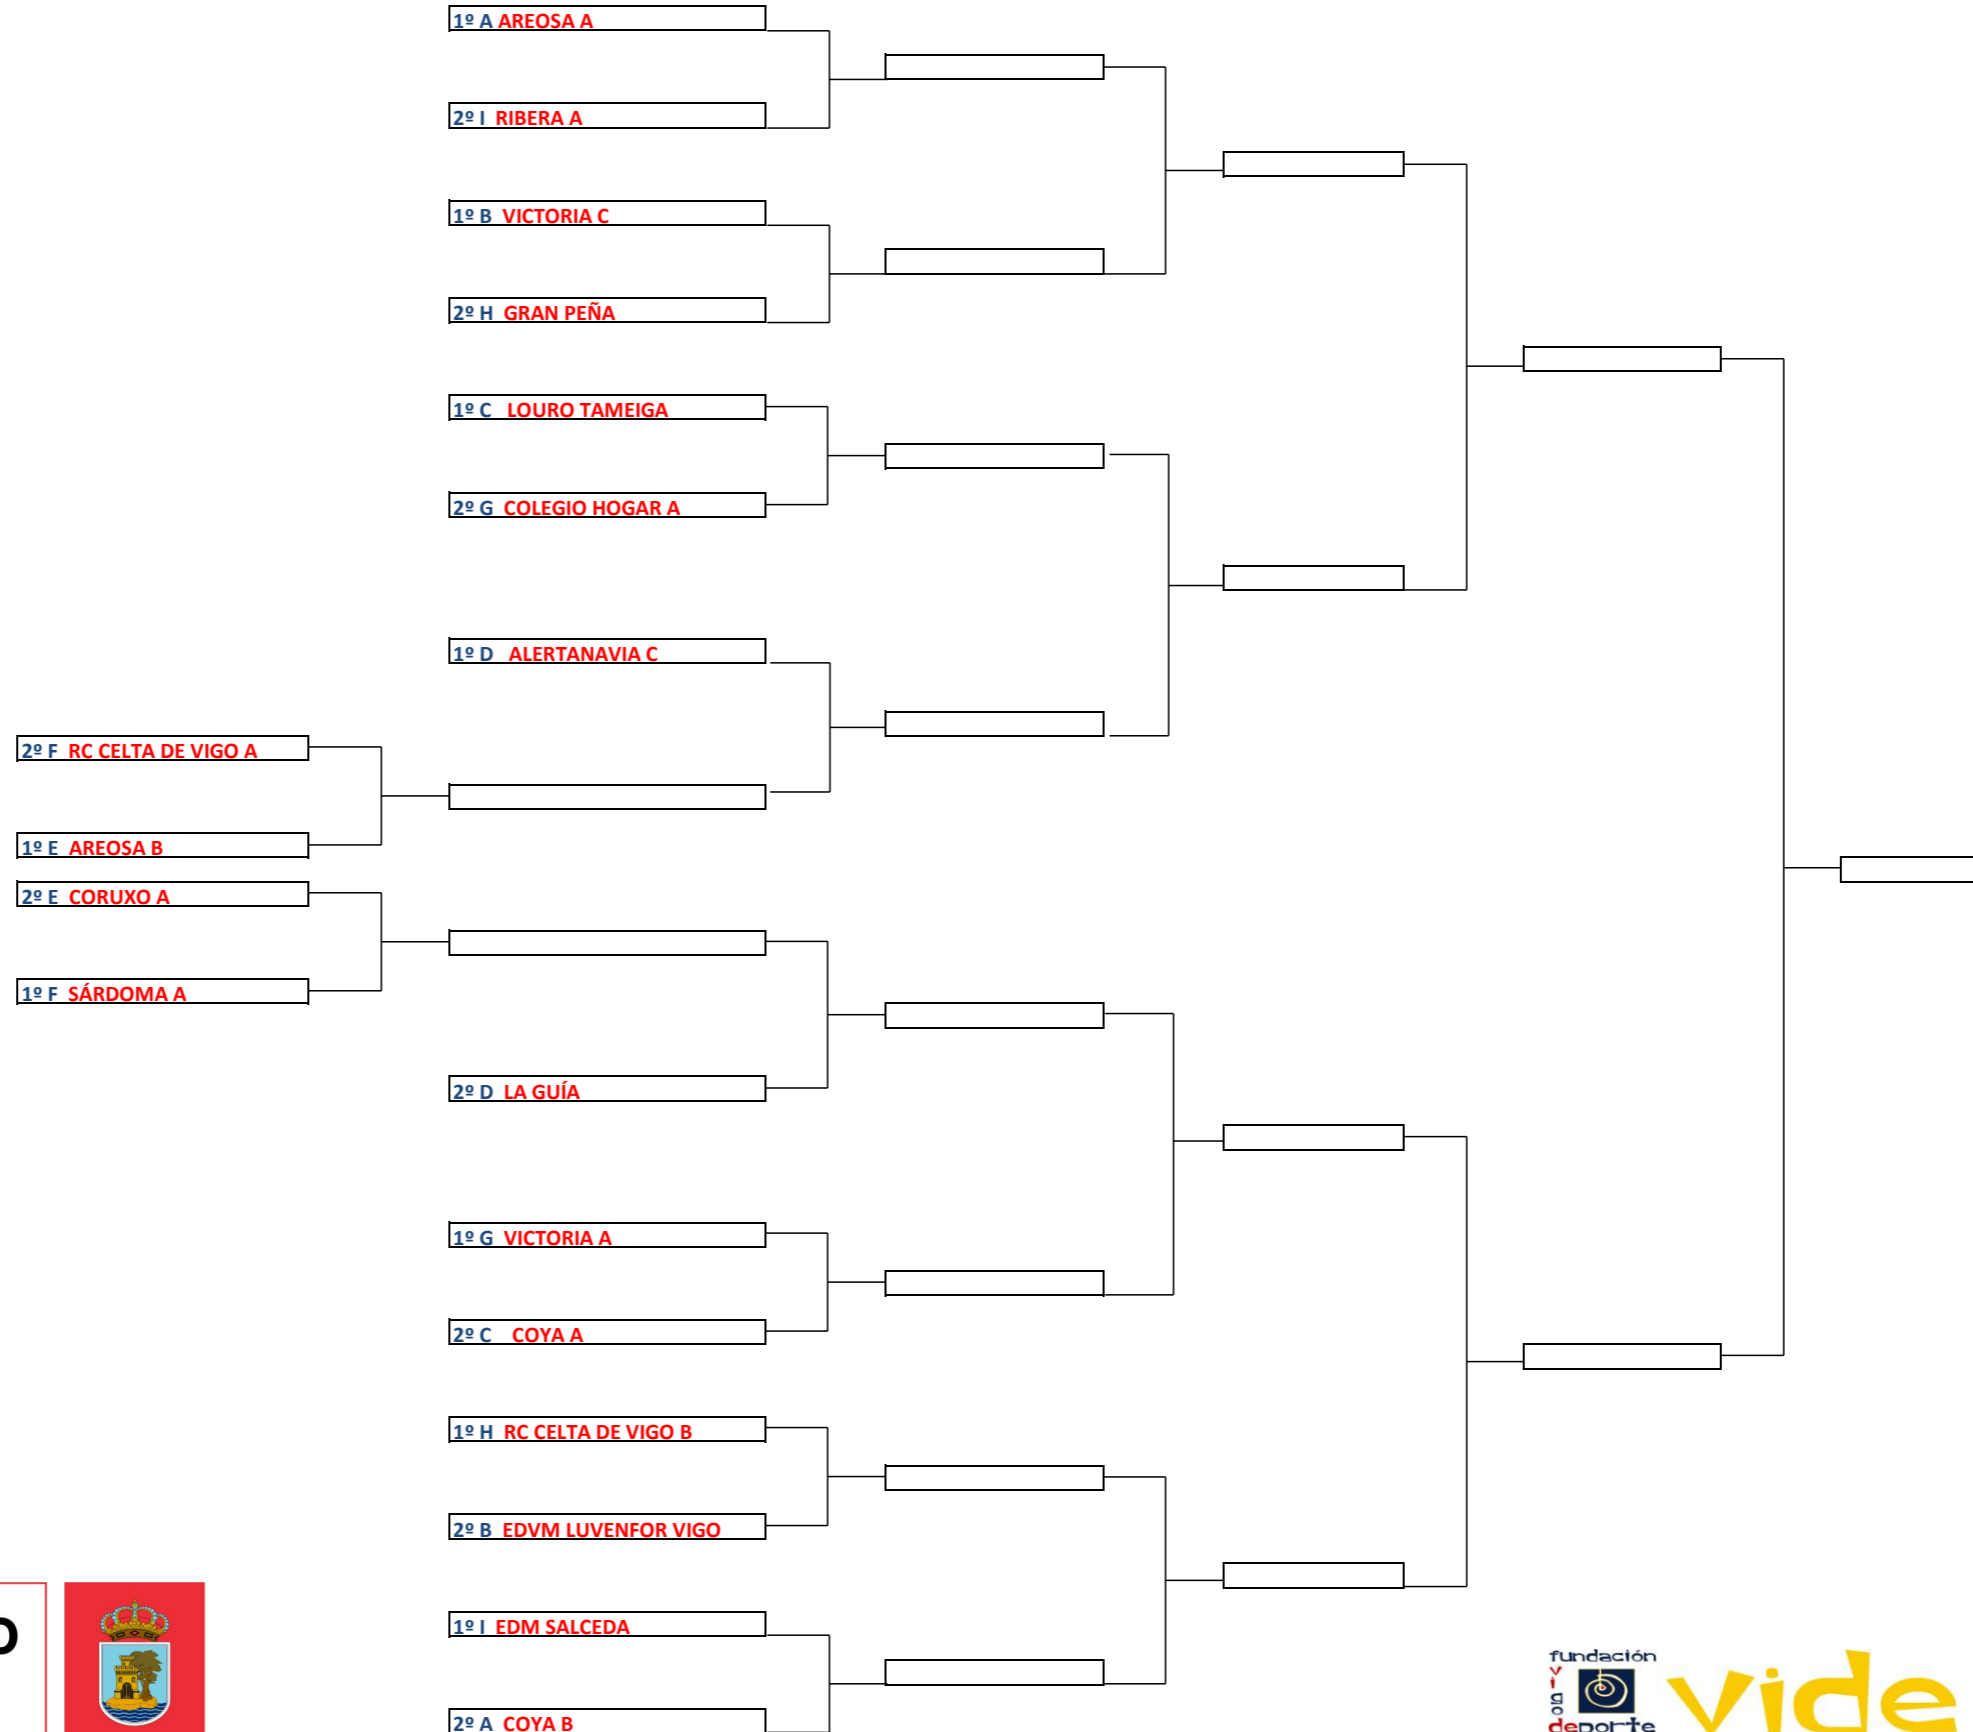 1º A AREOSA A
2º I RIBERA A
1º B VICTORIA C
2º H GRAN PEÑA
1º C LOURO TAMEIGA
2º G COLEGIO HOGAR A
1º D ALERTANAVIA C
2º F RC CELTA DE VIGO A
1º E AREOSA B
2º E CORUXO A
1º F SÁRDOMA A
2º D LA GUÍA
1º G VICTORIA A
2º C COYA A
1º H RC CELTA DE VIGO B
2º B EDVM LUVENFOR VIGO
1º I EDM SALCEDA
2º A COYA B
fundación
vigo
deporte
vide